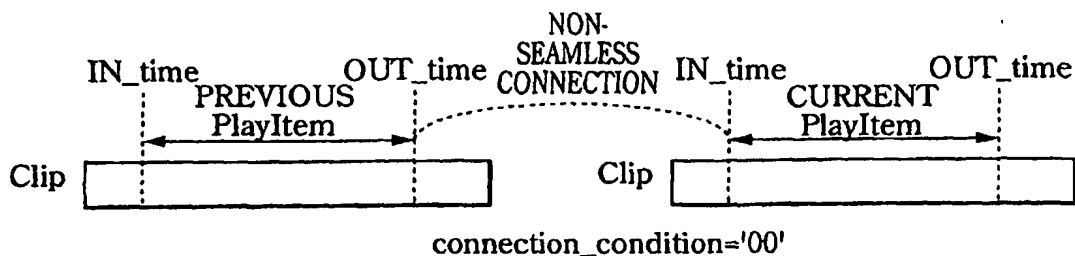 NON-
SEAMLESS
CONNECTION
IN_time
OUT_time
IN_time
OUT_time
PREVIOUS
PlayItem
CURRENT
PlayItem
Clip
Clip
connection_condition='00'